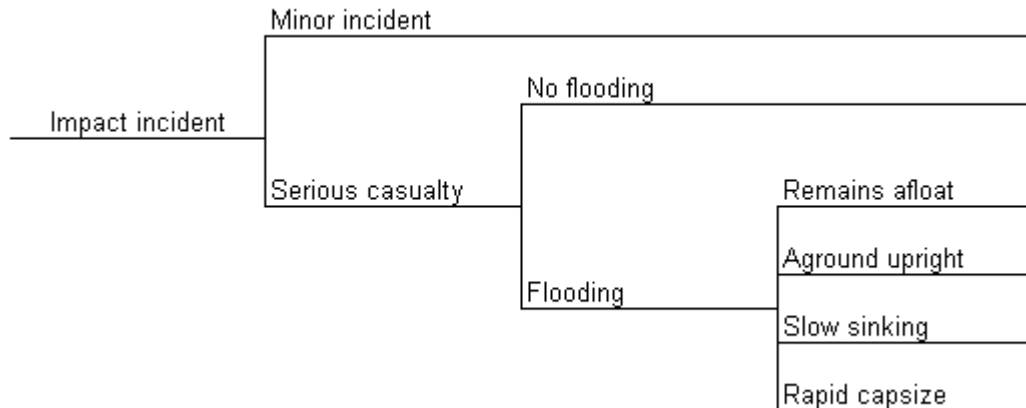 Minor incident
No flooding
Impact incident
Serious casualty
Remains afloat
Aground upright
Flooding
Slow sinking
Rapid capsize